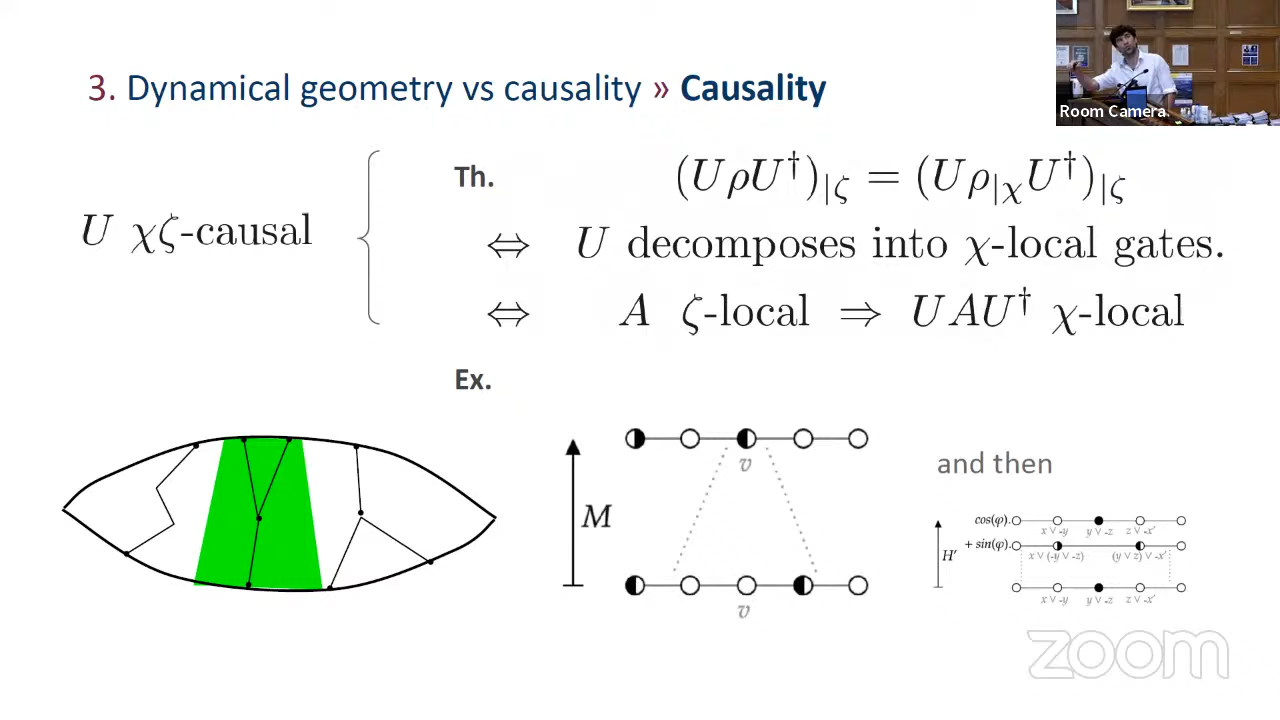 3. Dynamical geometry vs causality » Causality
Room Camera
U χζ-causal
Th. (UρU†)|ζ = (Uρ|χU†)|ζ
⇔ U decomposes into χ-local gates.
⇔ A ζ-local ⇒ UAU† χ-local
Ex.
v
M
v
and then
cos(φ).
x ∨ -y y ∨ -z z ∨ -x'
+ sin(φ).
H'
x ∨ (-y ∨ -z) (y ∨ z) ∨ -x'
x ∨ -y y ∨ -z z ∨ -x'
zoom